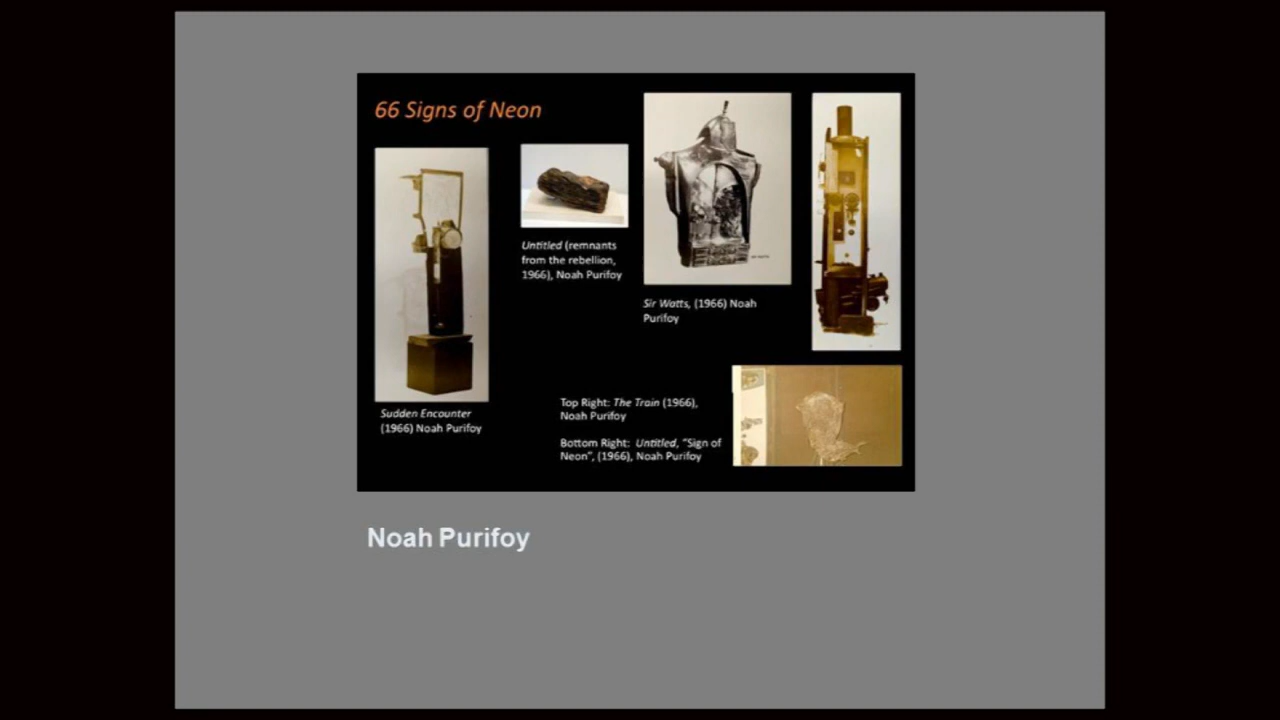 66 Signs of Neon
Untitled (remnants
from the rebellion,
1966), Noah Purifoy
Sir Watts, (1966) Noah
Purifoy
Sudden Encounter
(1966) Noah Purifoy
Top Right: The Train (1966),
Noah Purifoy
Bottom Right: Untitled, “Sign of
Neon”, (1966), Noah Purifoy
Noah Purifoy